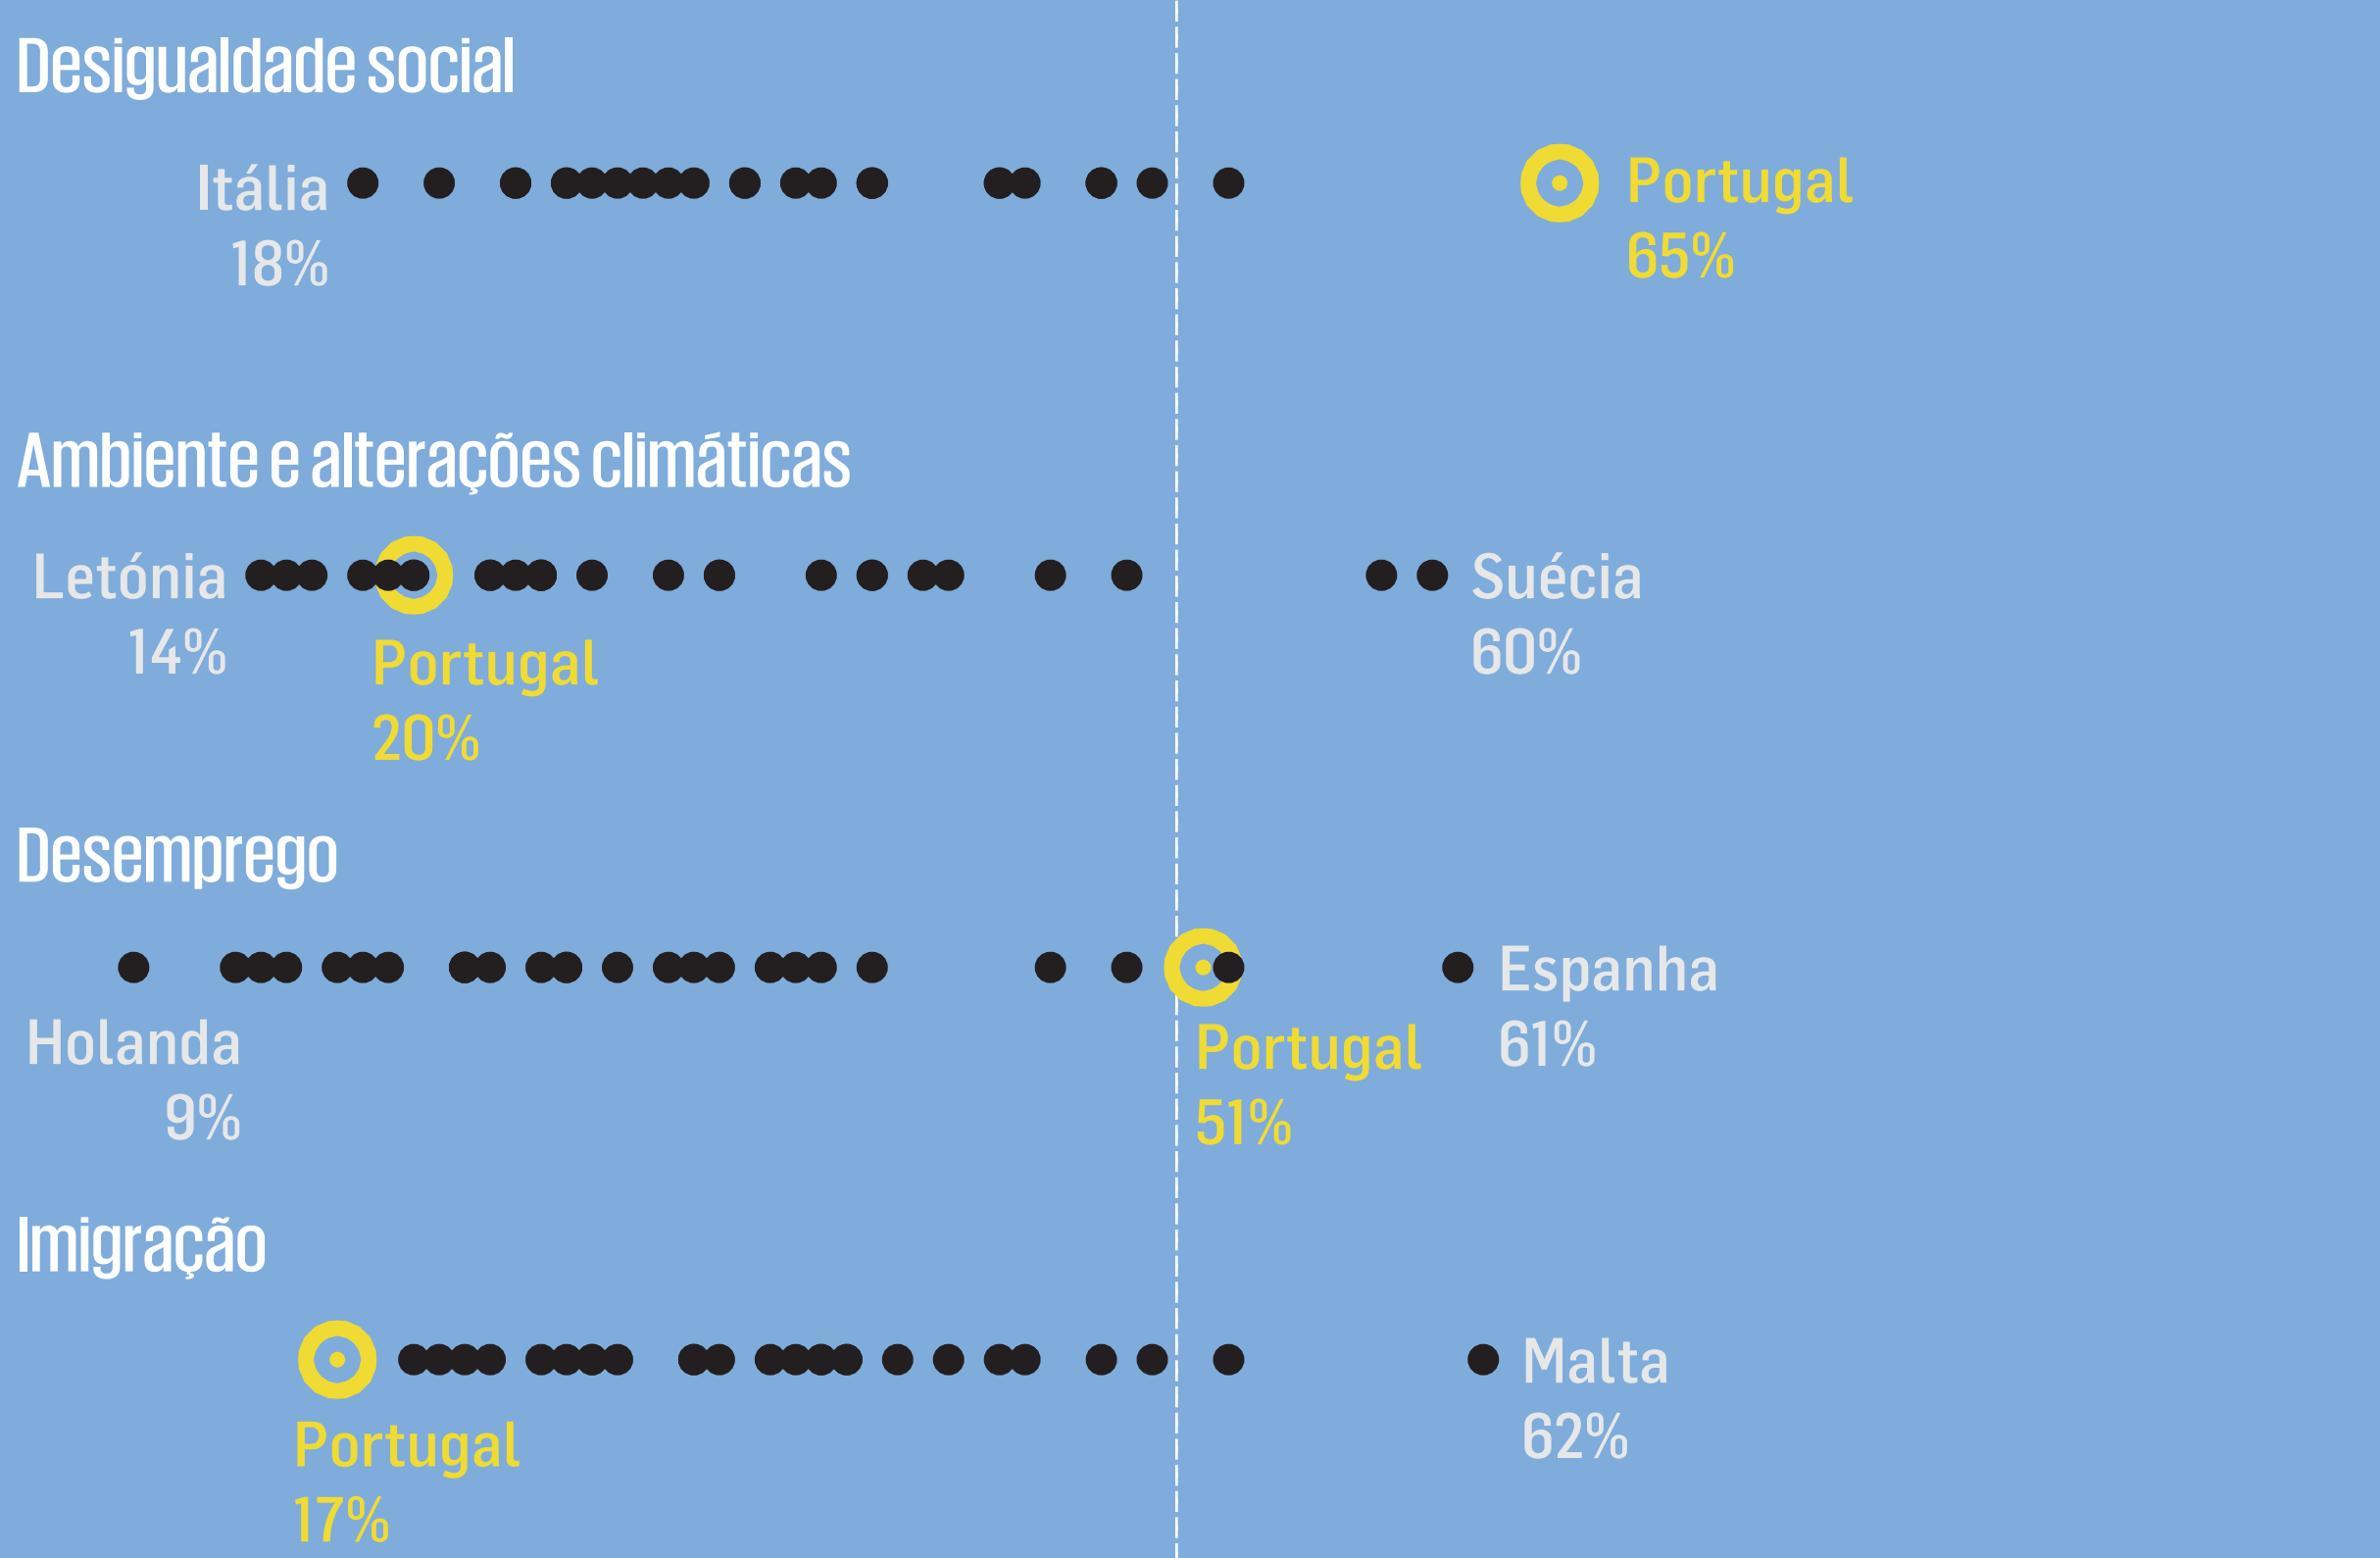 Desigualdade social
Itália
18%
Portugal
65%
Ambiente e alterações climáticas
Letónia
14%
Portugal
20%
Suécia
60%
Desemprego
Holanda
9%
Portugal
51%
Espanha
61%
Imigração
Portugal
17%
Malta
62%